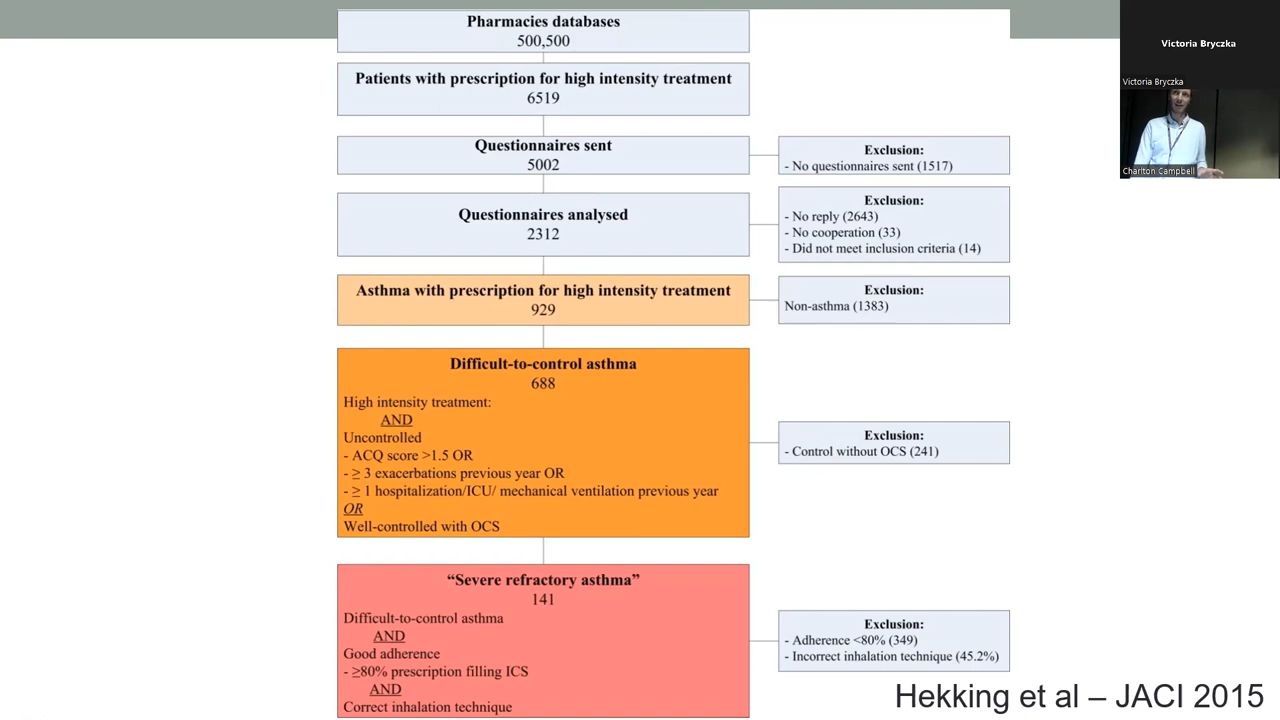 Pharmacies databases
500,500
Patients with prescription for high intensity treatment
6519
Questionnaires sent
5002
Exclusion:
- No questionnaires sent (1517)
Questionnaires analysed
2312
Exclusion:
- No reply (2643)
- No cooperation (33)
- Did not meet inclusion criteria (14)
Asthma with prescription for high intensity treatment
929
Exclusion:
Non-asthma (1383)
Difficult-to-control asthma
688
High intensity treatment:
AND
Uncontrolled
- ACQ score >1.5 OR
- ≥ 3 exacerbations previous year OR
- ≥ 1 hospitalization/ICU/ mechanical ventilation previous year
OR
Well-controlled with OCS
Exclusion:
- Control without OCS (241)
“Severe refractory asthma”
141
Difficult-to-control asthma
AND
Good adherence
- ≥80% prescription filling ICS
AND
Correct inhalation technique
Exclusion:
- Adherence <80% (349)
- Incorrect inhalation technique (45.2%)
Hekking et al – JACI 2015
Victoria Bryczka
Victoria Bryczka
Charlton Campbell